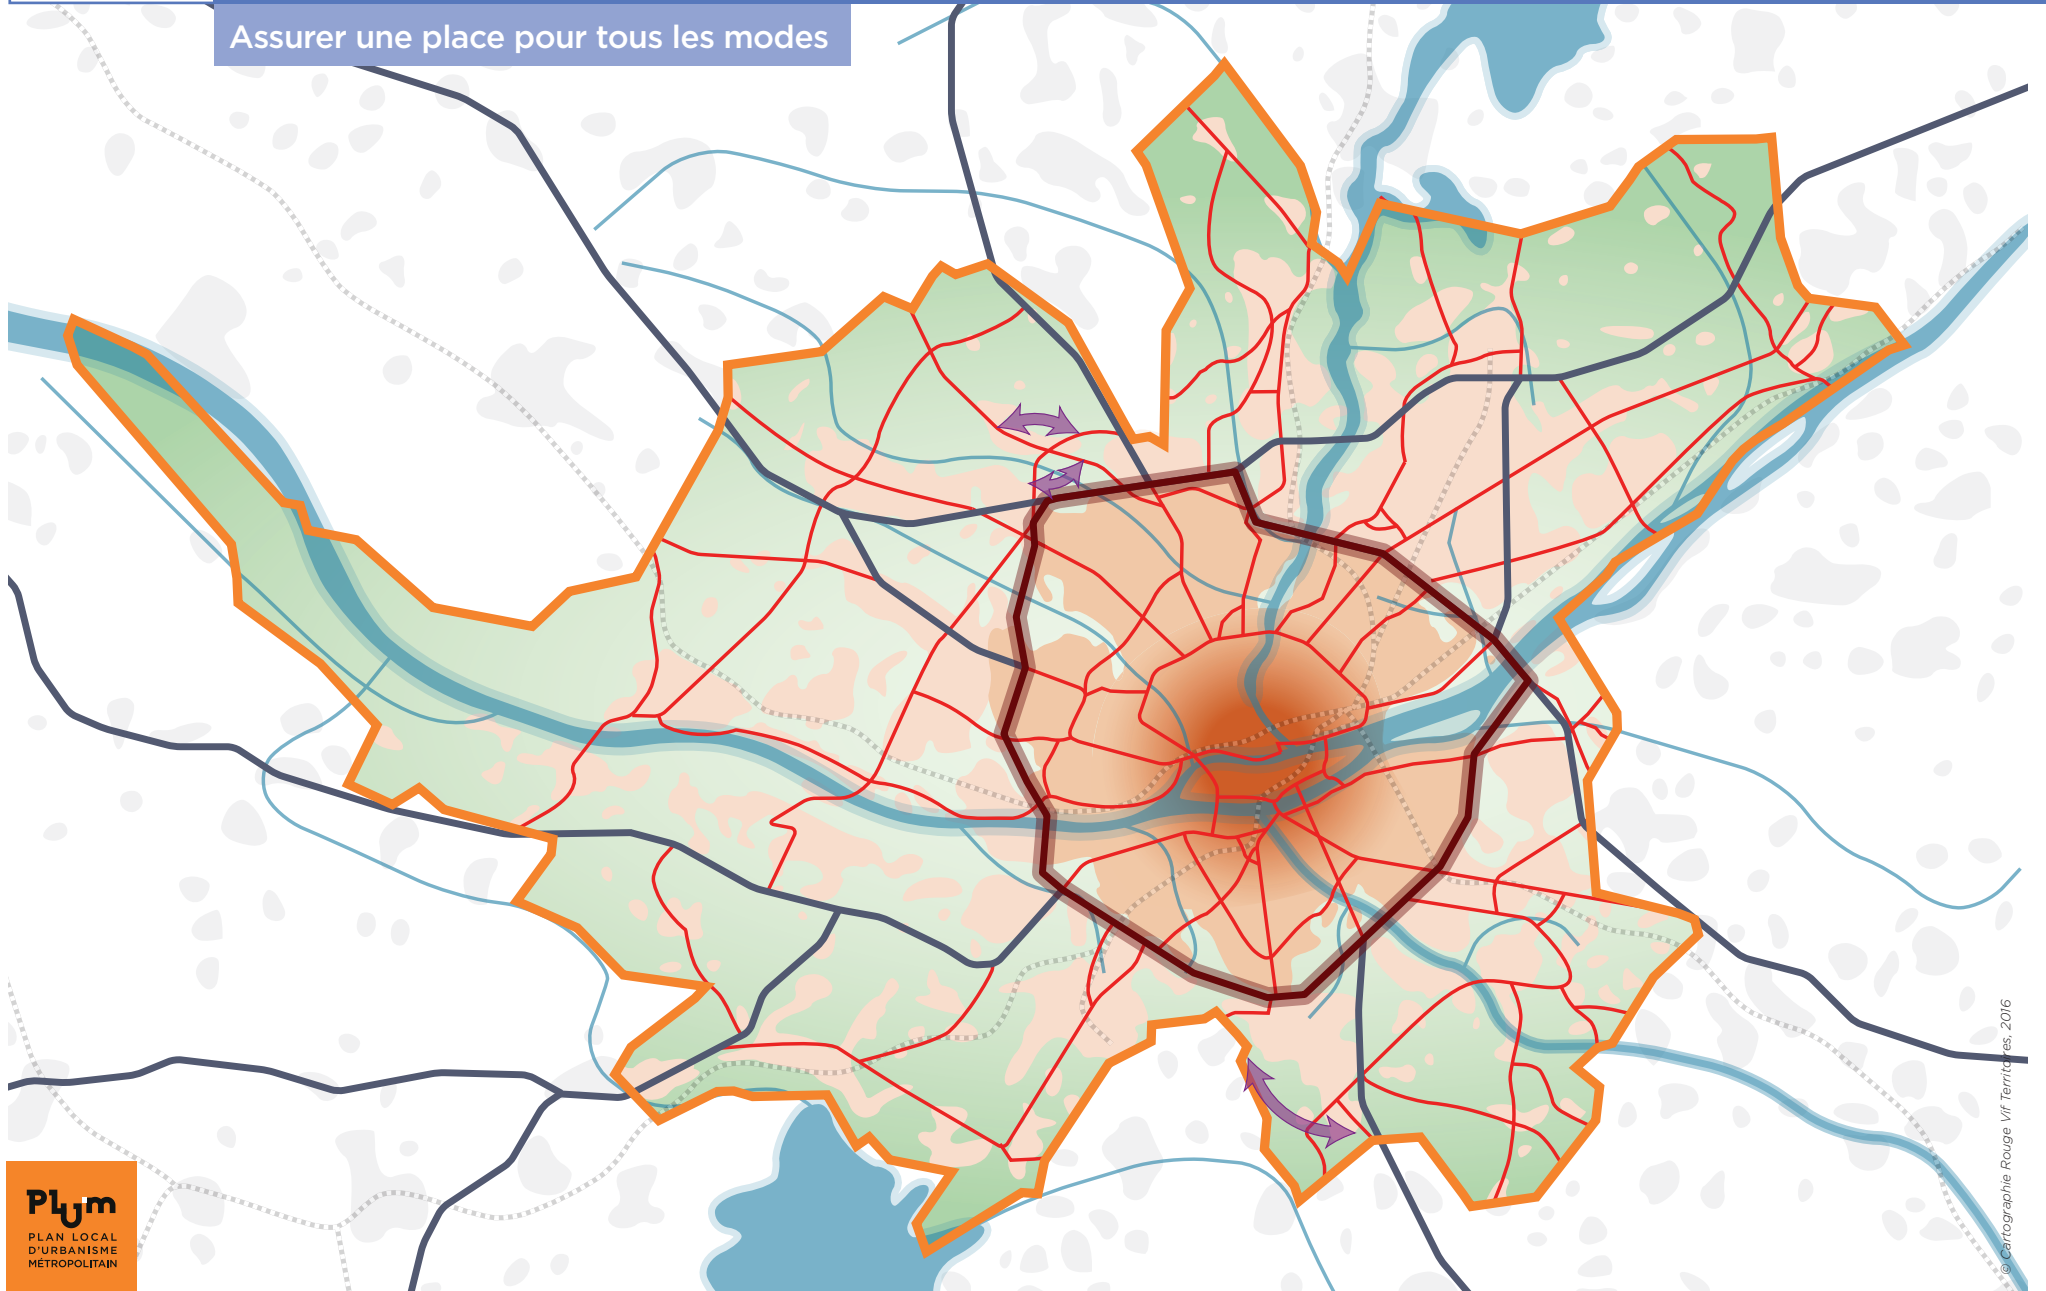 Assurer une place pour tous les modes
© Cartographie Rouge Vif Territoires, 2016
PLUm
PLAN LOCAL
D'URBANISME
MÉTROPOLITAIN